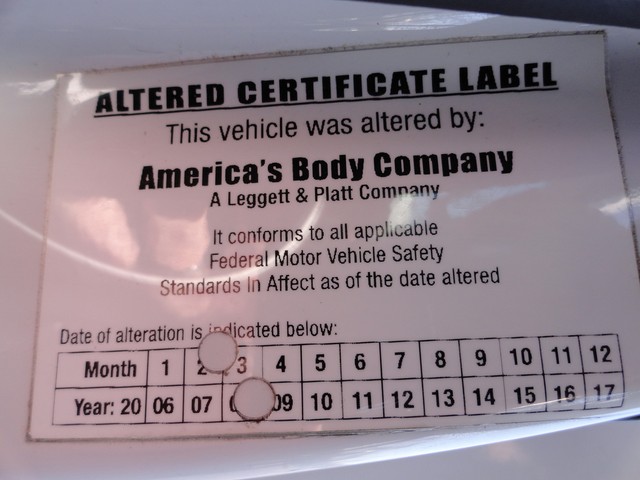 ALTERED CERTIFICATE LABEL
This vehicle was altered by:
America's Body Company
A Leggett & Platt Company
It conforms to all applicable
Federal Motor Vehicle Safety
Standards In Affect as of the date altered
Date of alteration is indicated below:
Month 1 2 3 4 5 6 7 8 9 10 11 12
Year: 20 06 07 09 10 11 12 13 14 15 16 17